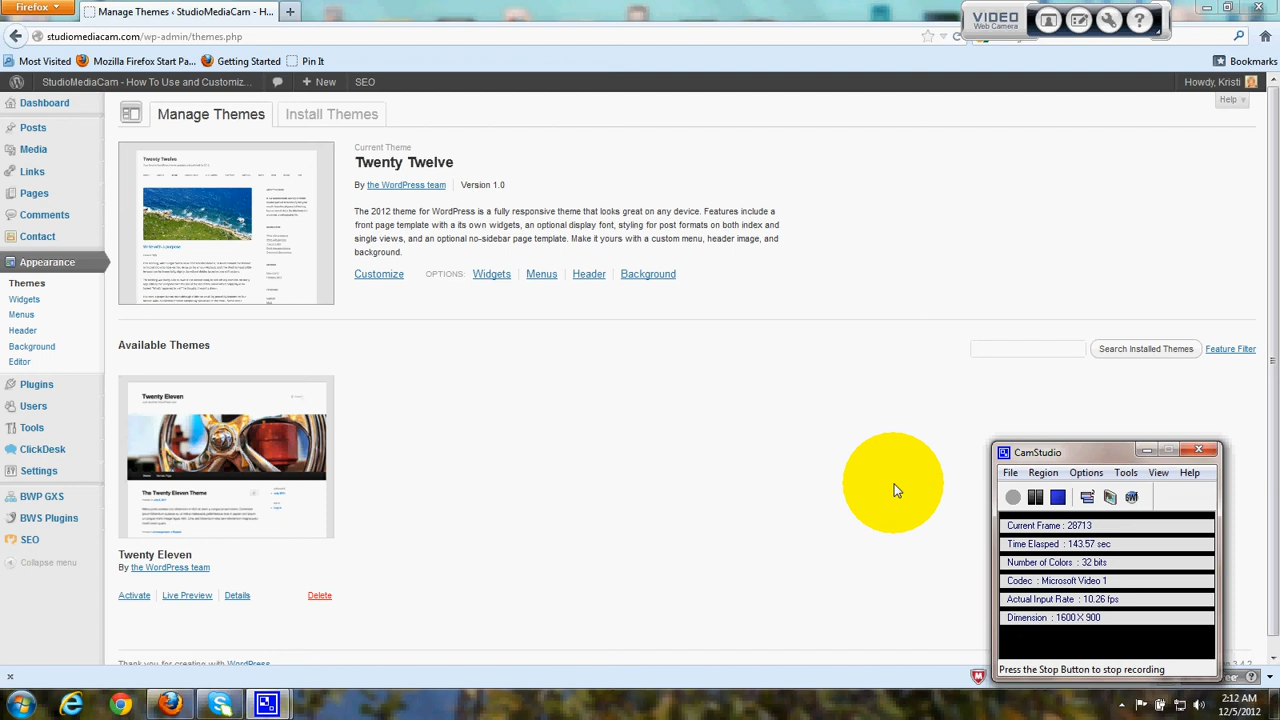 Firefox
Manage Themes ‹ StudioMediaCam - H...
VIDEO
Web Camera
studiomediacam.com/wp-admin/themes.php
Most Visited
Mozilla Firefox Start Pa...
Getting Started
Pin It
Bookmarks
StudioMediaCam - How To Use and Customiz...
+ New
SEO
Howdy, Kristi
Help
Dashboard
Posts
Media
Links
Pages
Comments
Contact
Appearance
Themes
Widgets
Menus
Header
Background
Editor
Plugins
Users
Tools
ClickDesk
Settings
BWP GXS
BWS Plugins
SEO
Collapse menu
Manage Themes
Install Themes
Current Theme
Twenty Twelve
By the WordPress team
Version 1.0
The 2012 theme for WordPress is a fully responsive theme that looks great on any device. Features include a
front page template with its own widgets, an optional display font, styling for post formats on both index and
single views, and an optional no-sidebar page template. Make it yours with a custom menu, header image, and
background.
Customize
OPTIONS:
Widgets
Menus
Header
Background
Twenty Twelve
Available Themes
Search Installed Themes
Feature Filter
Twenty Eleven
The Twenty Eleven Theme
Twenty Eleven
By the WordPress team
Activate
Live Preview
Details
Delete
Thank you for creating with WordPress
CamStudio
File
Region
Options
Tools
View
Help
Current Frame : 28713
Time Elasped : 143.57 sec
Number of Colors : 32 bits
Codec : Microsoft Video 1
Actual Input Rate : 10.26 fps
Dimension : 1600 X 900
Press the Stop Button to stop recording
2:12 AM
12/5/2012